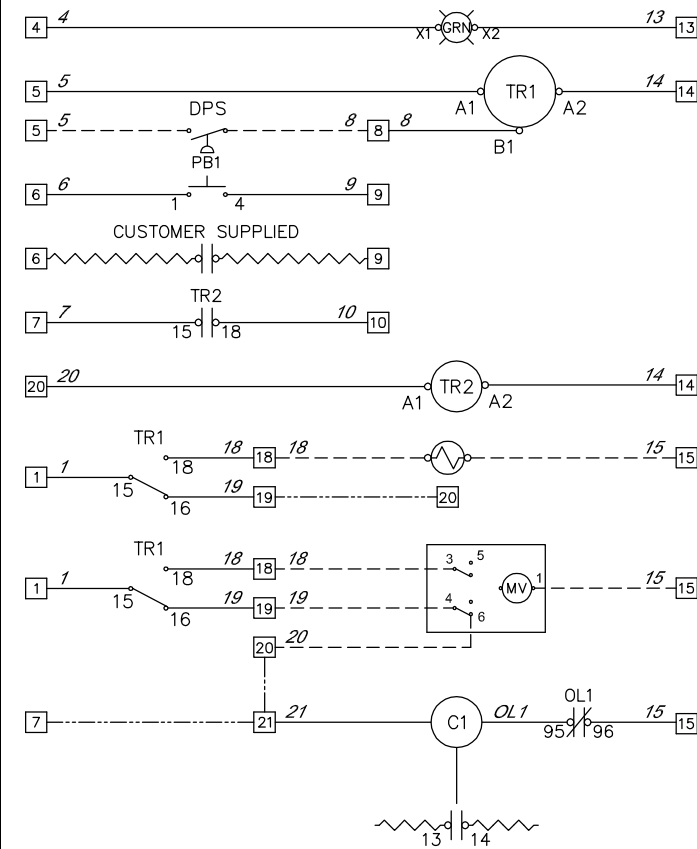 4 4 X1 GRN X2 13 13
5 5 A1 TR1 A2 14 14
DPS
5 5 8 8 8 B1
PB1
6 6 1 4 9 9
CUSTOMER SUPPLIED
6 9
TR2
7 7 15 18 10 10
20 20 A1 TR2 A2 14 14
TR1
18 18 18 18 15 15
1 1 15 16 19 19 20
TR1
18 18 18 18 3 5
1 1 15 MV 1 15 15
16 19 19 19 4 6
20 20
OL1
7 21 21 C1 OL1 95 96 15 15
13 14